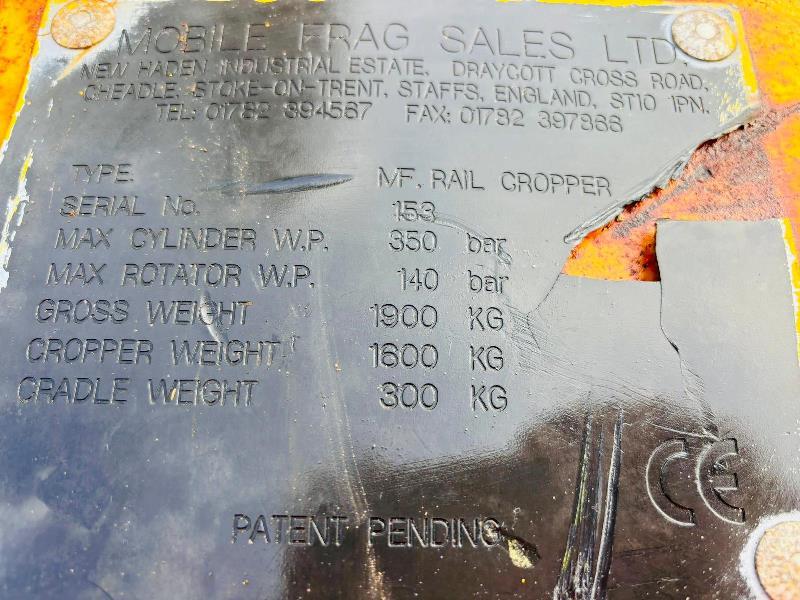 MOBILE FRAG SALES LTD.
NEW HADEN INDUSTRIAL ESTATE, DRAYCOTT CROSS ROAD,
CHEADLE, STOKE-ON-TRENT, STAFFS, ENGLAND, ST10 1PN.
TEL: 01782 394567 FAX: 01782 397866
TYPE. MF. RAIL CROPPER
SERIAL No. 153
MAX CYLINDER W.P. 350 bar
MAX ROTATOR W.P. 140 bar
GROSS WEIGHT 1900 KG
CROPPER WEIGHT 1600 KG
CRADLE WEIGHT 300 KG
CE
PATENT PENDING